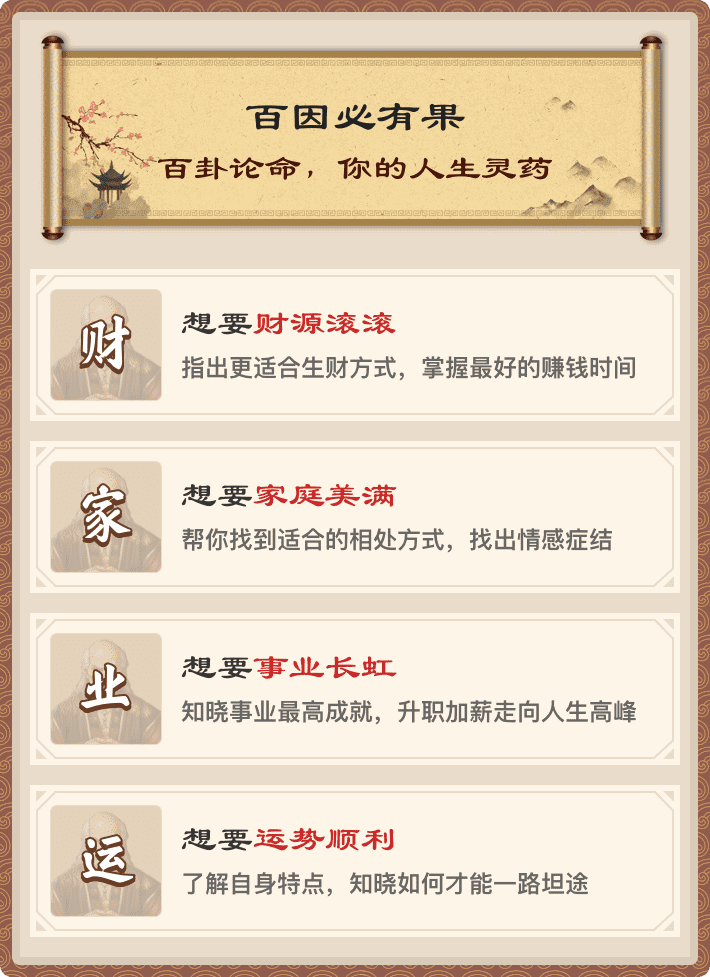 百因必有果
百卦论命，你的人生灵药
财
想要财源滚滚
指出更适合生财方式，掌握最好的赚钱时间
家
想要家庭美满
帮你找到适合的相处方式，找出情感症结
业
想要事业长虹
知晓事业最高成就，升职加薪走向人生高峰
运
想要运势顺利
了解自身特点，知晓如何才能一路坦途